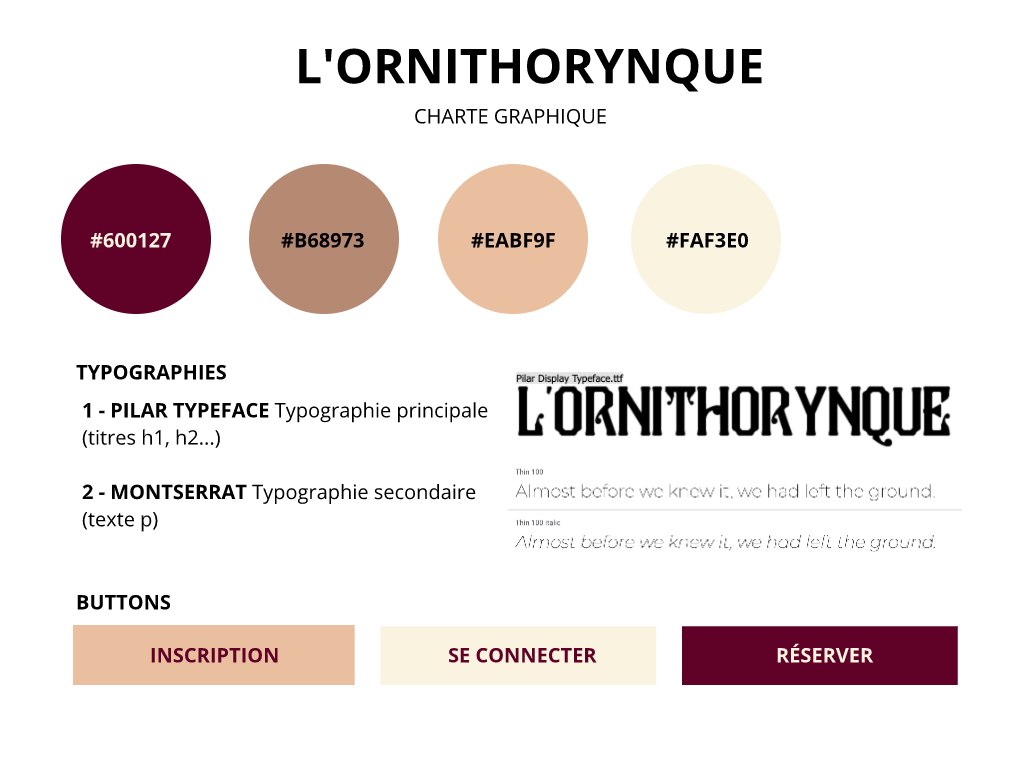 L'ORNITHORYNQUE
CHARTE GRAPHIQUE
#600127
#B68973
#EABF9F
#FAF3E0
TYPOGRAPHIES
1 - PILAR TYPEFACE Typographie principale
(titres h1, h2...)
2 - MONTSERRAT Typographie secondaire
(texte p)
Pilar Display Typeface.ttf
L'ORNITHORYNQUE
Thin 100
Almost before we knew it, we had left the ground.
Thin 100 Italic
Almost before we knew it, we had left the ground.
BUTTONS
INSCRIPTION
SE CONNECTER
RÉSERVER